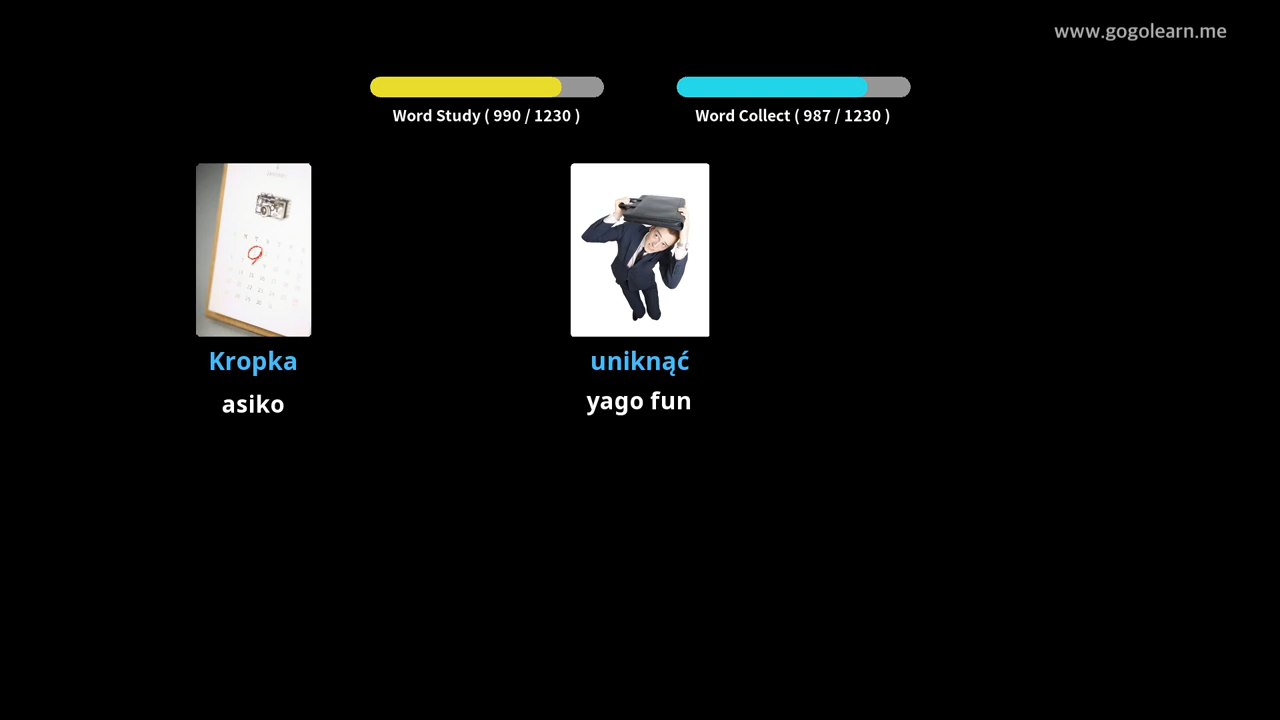 www.gogolearn.me
Word Study ( 990 / 1230 )
Word Collect ( 987 / 1230 )
Kropka
asiko
uniknąć
yago fun